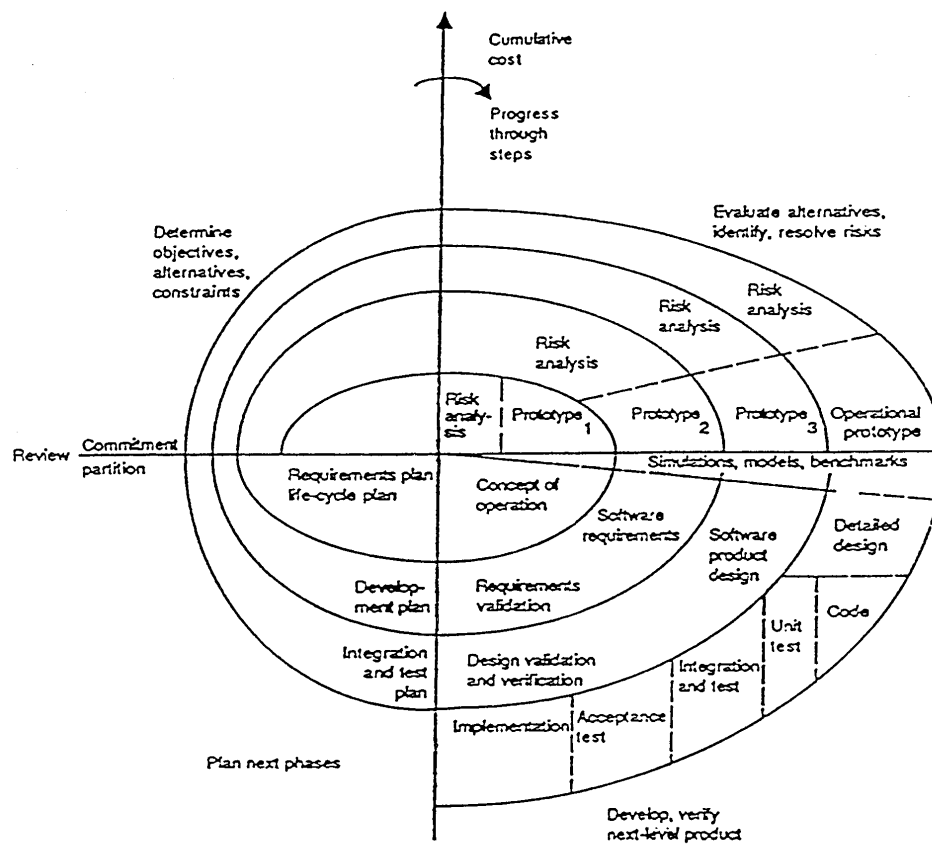 Cumulative
cost
Progress
through
steps
Evaluate alternatives,
identify, resolve risks
Determine
objectives,
alternatives,
constraints
Risk
analysis
Risk
analysis
Risk
analysis
Risk
analy-
sis
Prototype 1
Prototype 2
Prototype 3
Operational
prototype
Review
Commitment
partition
Simulations, models, benchmarks
Requirements plan
life-cycle plan
Concept of
operation
Software
requirements
Software
product
design
Detailed
design
Develop-
ment plan
Requirements
validation
Code
Unit
test
Integration
and test
plan
Design validation
and verification
Integration
and test
Acceptance
test
Implementation
Plan next phases
Develop, verify
next-level product